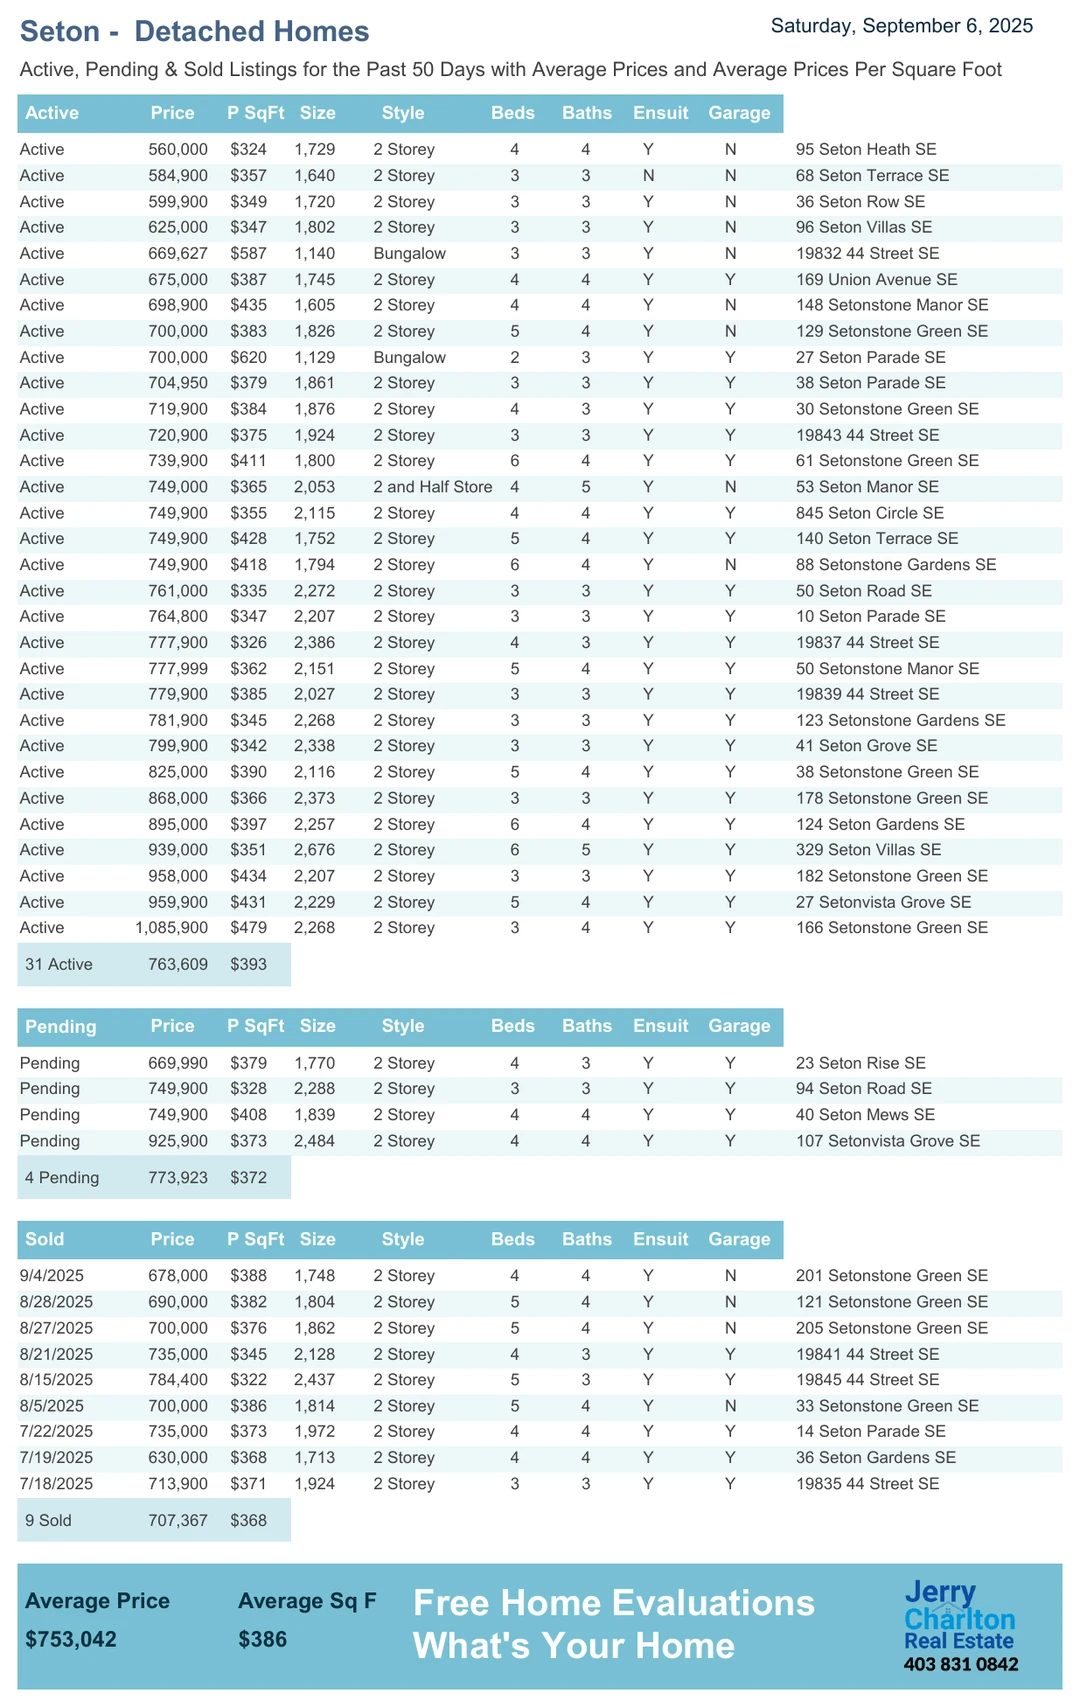 Seton -  Detached Homes
Saturday, September 6, 2025
Active, Pending & Sold Listings for the Past 50 Days with Average Prices and Average Prices Per Square Foot
Active Price P SqFt Size Style Beds Baths Ensuit Garage
Active 560,000 $324 1,729 2 Storey 4 4 Y N 95 Seton Heath SE
Active 584,900 $357 1,640 2 Storey 3 3 N N 68 Seton Terrace SE
Active 599,900 $349 1,720 2 Storey 3 3 Y N 36 Seton Row SE
Active 625,000 $347 1,802 2 Storey 3 3 Y N 96 Seton Villas SE
Active 669,627 $587 1,140 Bungalow 3 3 Y N 19832 44 Street SE
Active 675,000 $387 1,745 2 Storey 4 4 Y Y 169 Union Avenue SE
Active 698,900 $435 1,605 2 Storey 4 4 Y N 148 Setonstone Manor SE
Active 700,000 $383 1,826 2 Storey 5 4 Y N 129 Setonstone Green SE
Active 700,000 $620 1,129 Bungalow 2 3 Y Y 27 Seton Parade SE
Active 704,950 $379 1,861 2 Storey 3 3 Y Y 38 Seton Parade SE
Active 719,900 $384 1,876 2 Storey 4 3 Y Y 30 Setonstone Green SE
Active 720,900 $375 1,924 2 Storey 3 3 Y Y 19843 44 Street SE
Active 739,900 $411 1,800 2 Storey 6 4 Y Y 61 Setonstone Green SE
Active 749,000 $365 2,053 2 and Half Store 4 5 Y N 53 Seton Manor SE
Active 749,900 $355 2,115 2 Storey 4 4 Y Y 845 Seton Circle SE
Active 749,900 $428 1,752 2 Storey 5 4 Y Y 140 Seton Terrace SE
Active 749,900 $418 1,794 2 Storey 6 4 Y N 88 Setonstone Gardens SE
Active 761,000 $335 2,272 2 Storey 3 3 Y Y 50 Seton Road SE
Active 764,800 $347 2,207 2 Storey 3 3 Y Y 10 Seton Parade SE
Active 777,900 $326 2,386 2 Storey 4 3 Y Y 19837 44 Street SE
Active 777,999 $362 2,151 2 Storey 5 4 Y Y 50 Setonstone Manor SE
Active 779,900 $385 2,027 2 Storey 3 3 Y Y 19839 44 Street SE
Active 781,900 $345 2,268 2 Storey 3 3 Y Y 123 Setonstone Gardens SE
Active 799,900 $342 2,338 2 Storey 3 3 Y Y 41 Seton Grove SE
Active 825,000 $390 2,116 2 Storey 5 4 Y Y 38 Setonstone Green SE
Active 868,000 $366 2,373 2 Storey 3 3 Y Y 178 Setonstone Green SE
Active 895,000 $397 2,257 2 Storey 6 4 Y Y 124 Seton Gardens SE
Active 939,000 $351 2,676 2 Storey 6 5 Y Y 329 Seton Villas SE
Active 958,000 $434 2,207 2 Storey 3 3 Y Y 182 Setonstone Green SE
Active 959,900 $431 2,229 2 Storey 5 4 Y Y 27 Setonvista Grove SE
Active 1,085,900 $479 2,268 2 Storey 3 4 Y Y 166 Setonstone Green SE
31 Active 763,609 $393
Pending Price P SqFt Size Style Beds Baths Ensuit Garage
Pending 669,990 $379 1,770 2 Storey 4 3 Y Y 23 Seton Rise SE
Pending 749,900 $328 2,288 2 Storey 3 3 Y Y 94 Seton Road SE
Pending 749,900 $408 1,839 2 Storey 4 4 Y Y 40 Seton Mews SE
Pending 925,900 $373 2,484 2 Storey 4 4 Y Y 107 Setonvista Grove SE
4 Pending 773,923 $372
Sold Price P SqFt Size Style Beds Baths Ensuit Garage
9/4/2025 678,000 $388 1,748 2 Storey 4 4 Y N 201 Setonstone Green SE
8/28/2025 690,000 $382 1,804 2 Storey 5 4 Y N 121 Setonstone Green SE
8/27/2025 700,000 $376 1,862 2 Storey 5 4 Y N 205 Setonstone Green SE
8/21/2025 735,000 $345 2,128 2 Storey 4 3 Y Y 19841 44 Street SE
8/15/2025 784,400 $322 2,437 2 Storey 5 3 Y Y 19845 44 Street SE
8/5/2025 700,000 $386 1,814 2 Storey 5 4 Y N 33 Setonstone Green SE
7/22/2025 735,000 $373 1,972 2 Storey 4 4 Y Y 14 Seton Parade SE
7/19/2025 630,000 $368 1,713 2 Storey 4 4 Y Y 36 Seton Gardens SE
7/18/2025 713,900 $371 1,924 2 Storey 3 3 Y Y 19835 44 Street SE
9 Sold 707,367 $368
Average Price Average Sq F
$753,042 $386
Free Home Evaluations
What's Your Home
Jerry
Charlton
Real Estate
403 831 0842